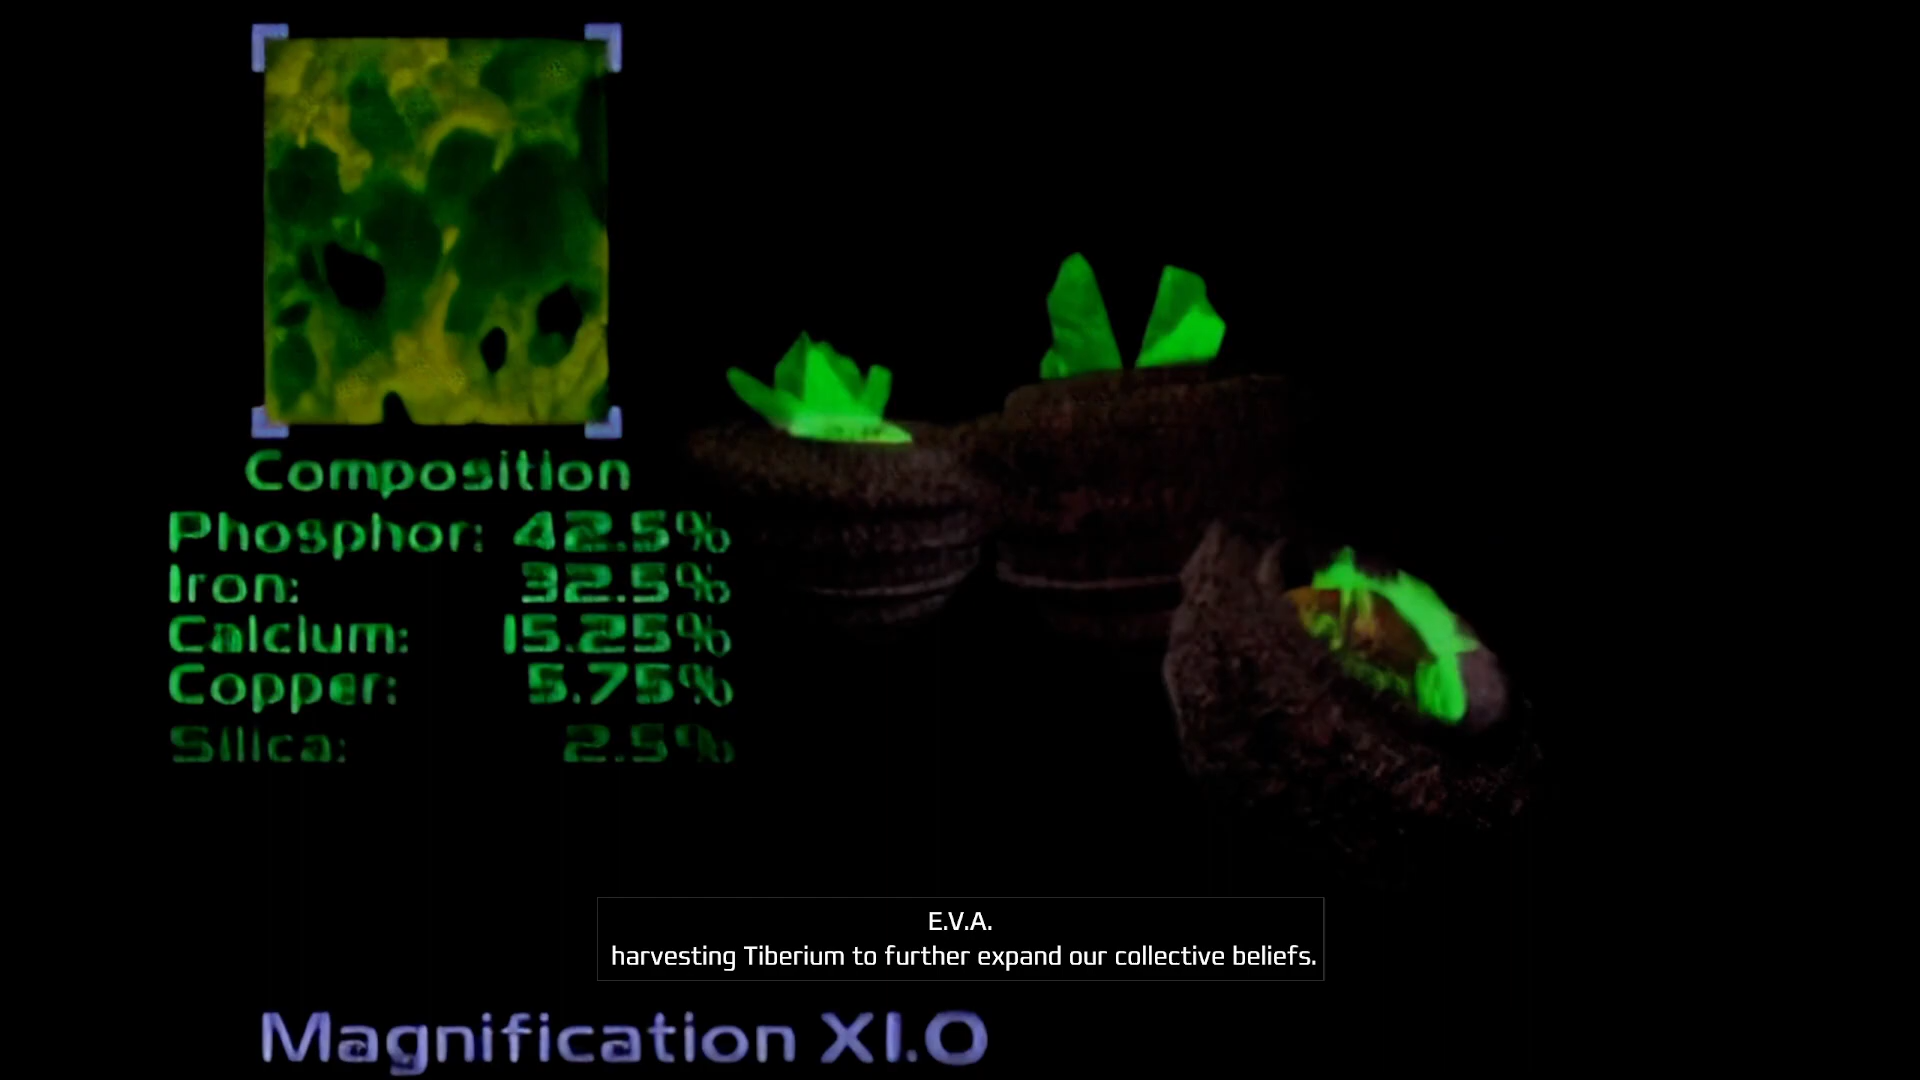 Composition
Phosphor: 42.5%
Iron: 32.5%
Calcium: 15.25%
Copper: 5.75%
Silica: 2.5%
E.V.A.
harvesting Tiberium to further expand our collective beliefs.
Magnification X1.0